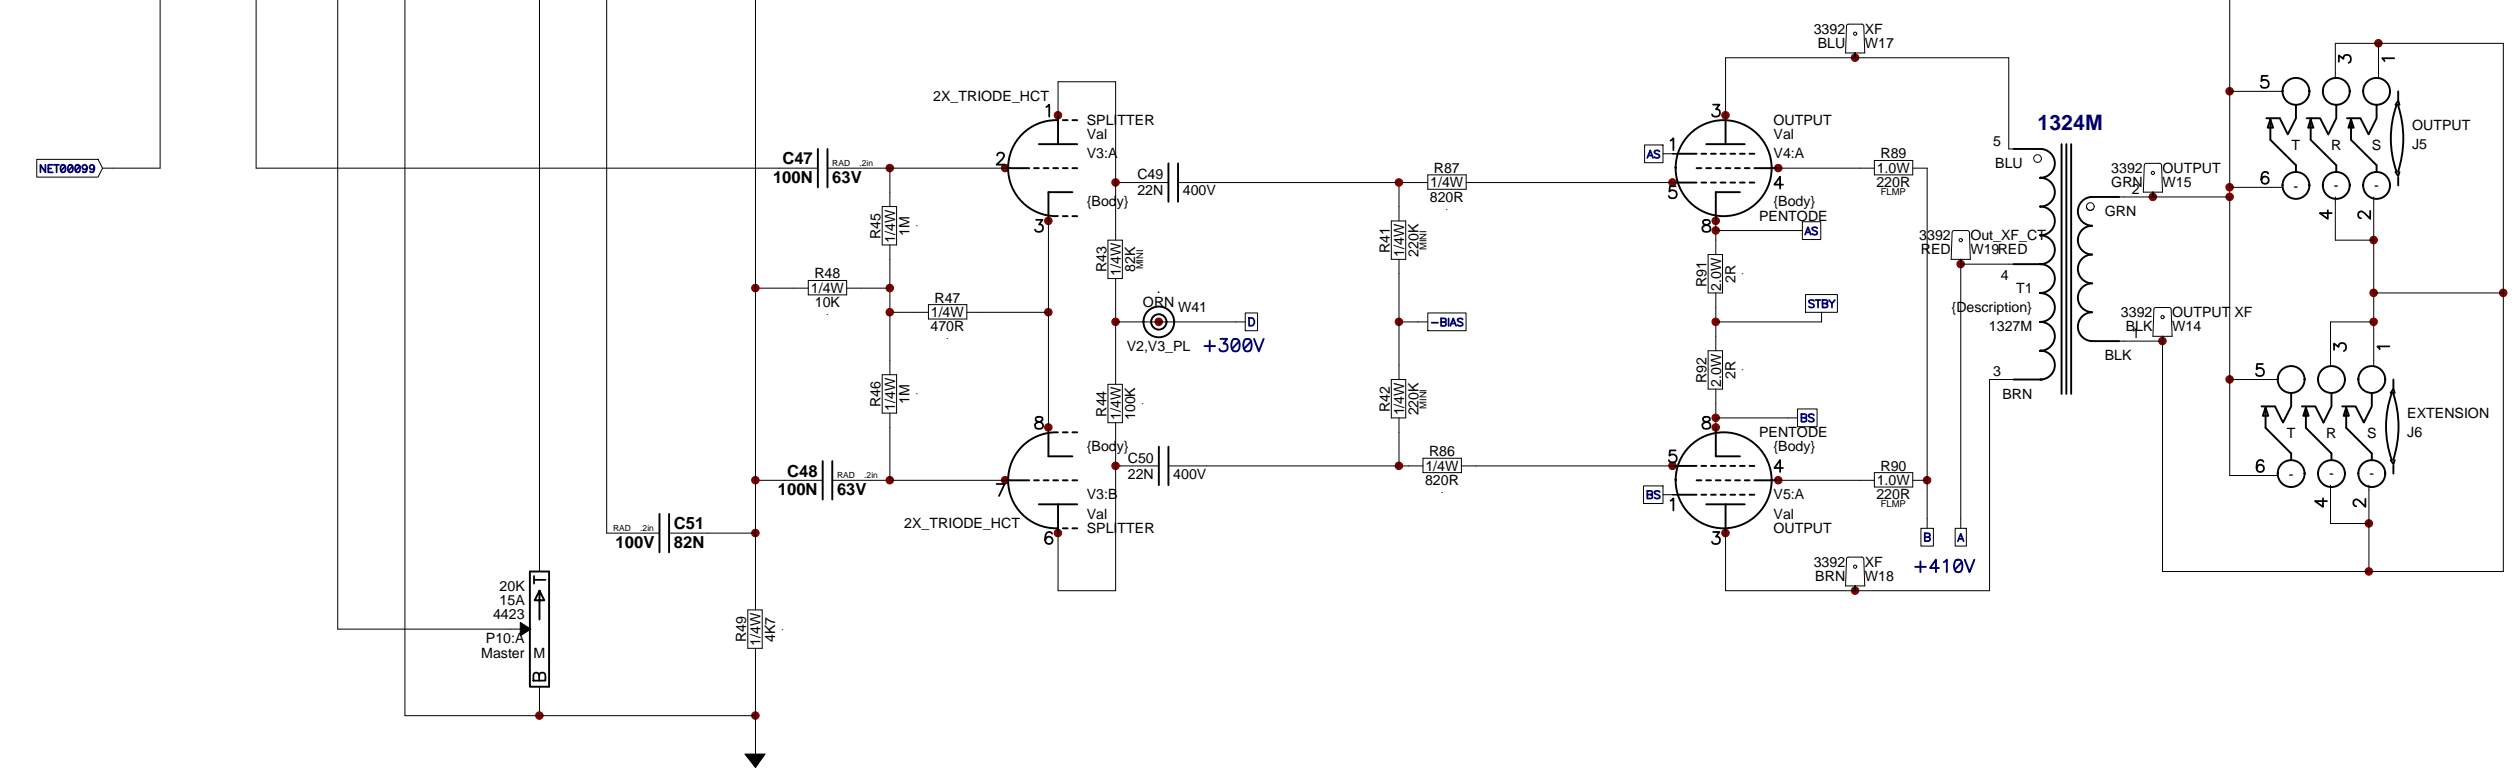 NET00099
C47
100N
RAD .2in
63V
R45
1/4W
1M
R48
1/4W
10K
R47
1/4W
470R
R46
1/4W
1M
C48
100N
RAD .2in
63V
RAD .2in
100V
C51
82N
20K
15A
4423
P10:A
Master
T
M
B
R49
1/4W
4K7
2X_TRIODE_HCT
1
2
3
SPLITTER
Val
V3:A
{Body}
R43
1/4W
82K
MINI
R44
1/4W
100K
ORN
W41
V2,V3_PL
D
+300V
8
7
6
{Body}
V3:B
Val
SPLITTER
2X_TRIODE_HCT
C49
22N
400V
C50
22N
400V
R87
1/4W
820R
R41
1/4W
220K
MINI
-BIAS
R42
1/4W
220K
MINI
R86
1/4W
820R
3392
BLU
XF
W17
3
AS
1
5
4
8
OUTPUT
Val
V4:A
{Body}
PENTODE
AS
R91
2.0W
2R
STBY
R92
2.0W
2R
BS
8
PENTODE
{Body}
5
4
BS
1
3
V5:A
Val
OUTPUT
R89
1.0W
220R
FLMP
R90
1.0W
220R
FLMP
B
A
+410V
3392
BRN
XF
W18
3392
RED
Out_XF_CT
W19
RED
1324M
5
BLU
4
T1
{Description}
1327M
3
BRN
3392
GRN
OUTPUT
W15
2
GRN
3392
BLK
OUTPUT XF
W14
1
BLK
5
3
1
T
R
S
6
4
2
OUTPUT
J5
5
3
1
T
R
S
6
4
2
EXTENSION
J6